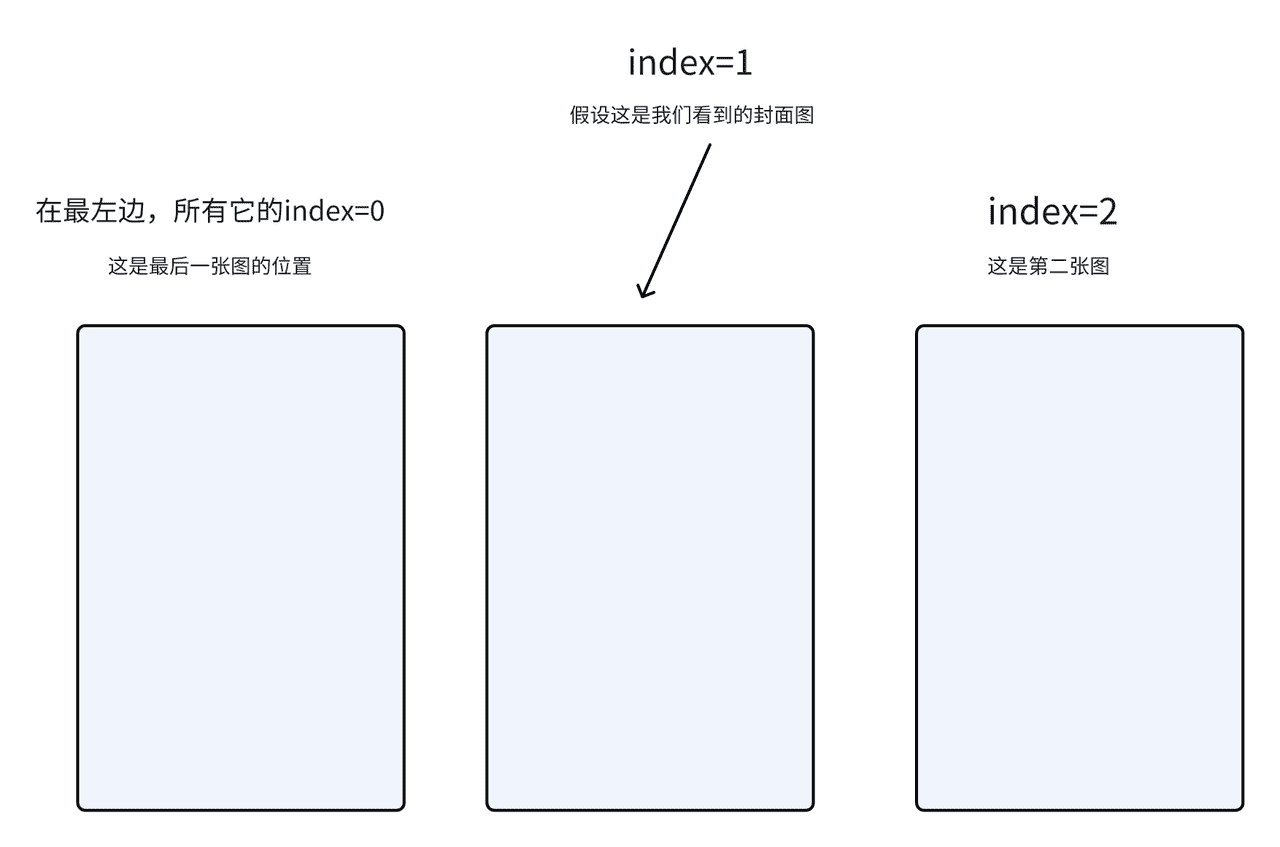 index=1
假设这是我们看到的封面图
在最左边，所有它的index=0
这是最后一张图的位置
index=2
这是第二张图